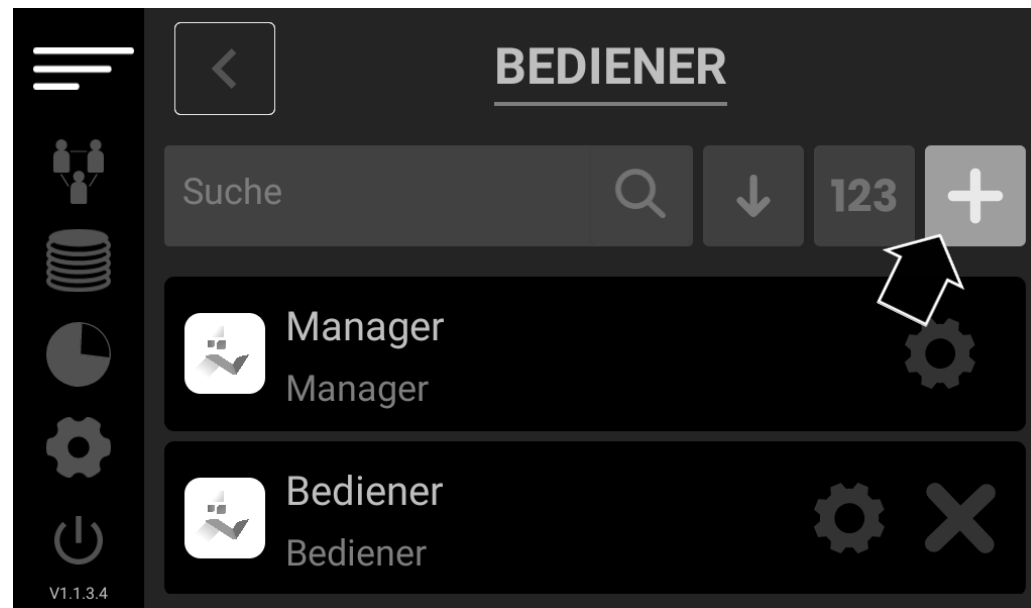 BEDIENER
Suche
123
Manager
Manager
Bediener
Bediener
V1.1.3.4